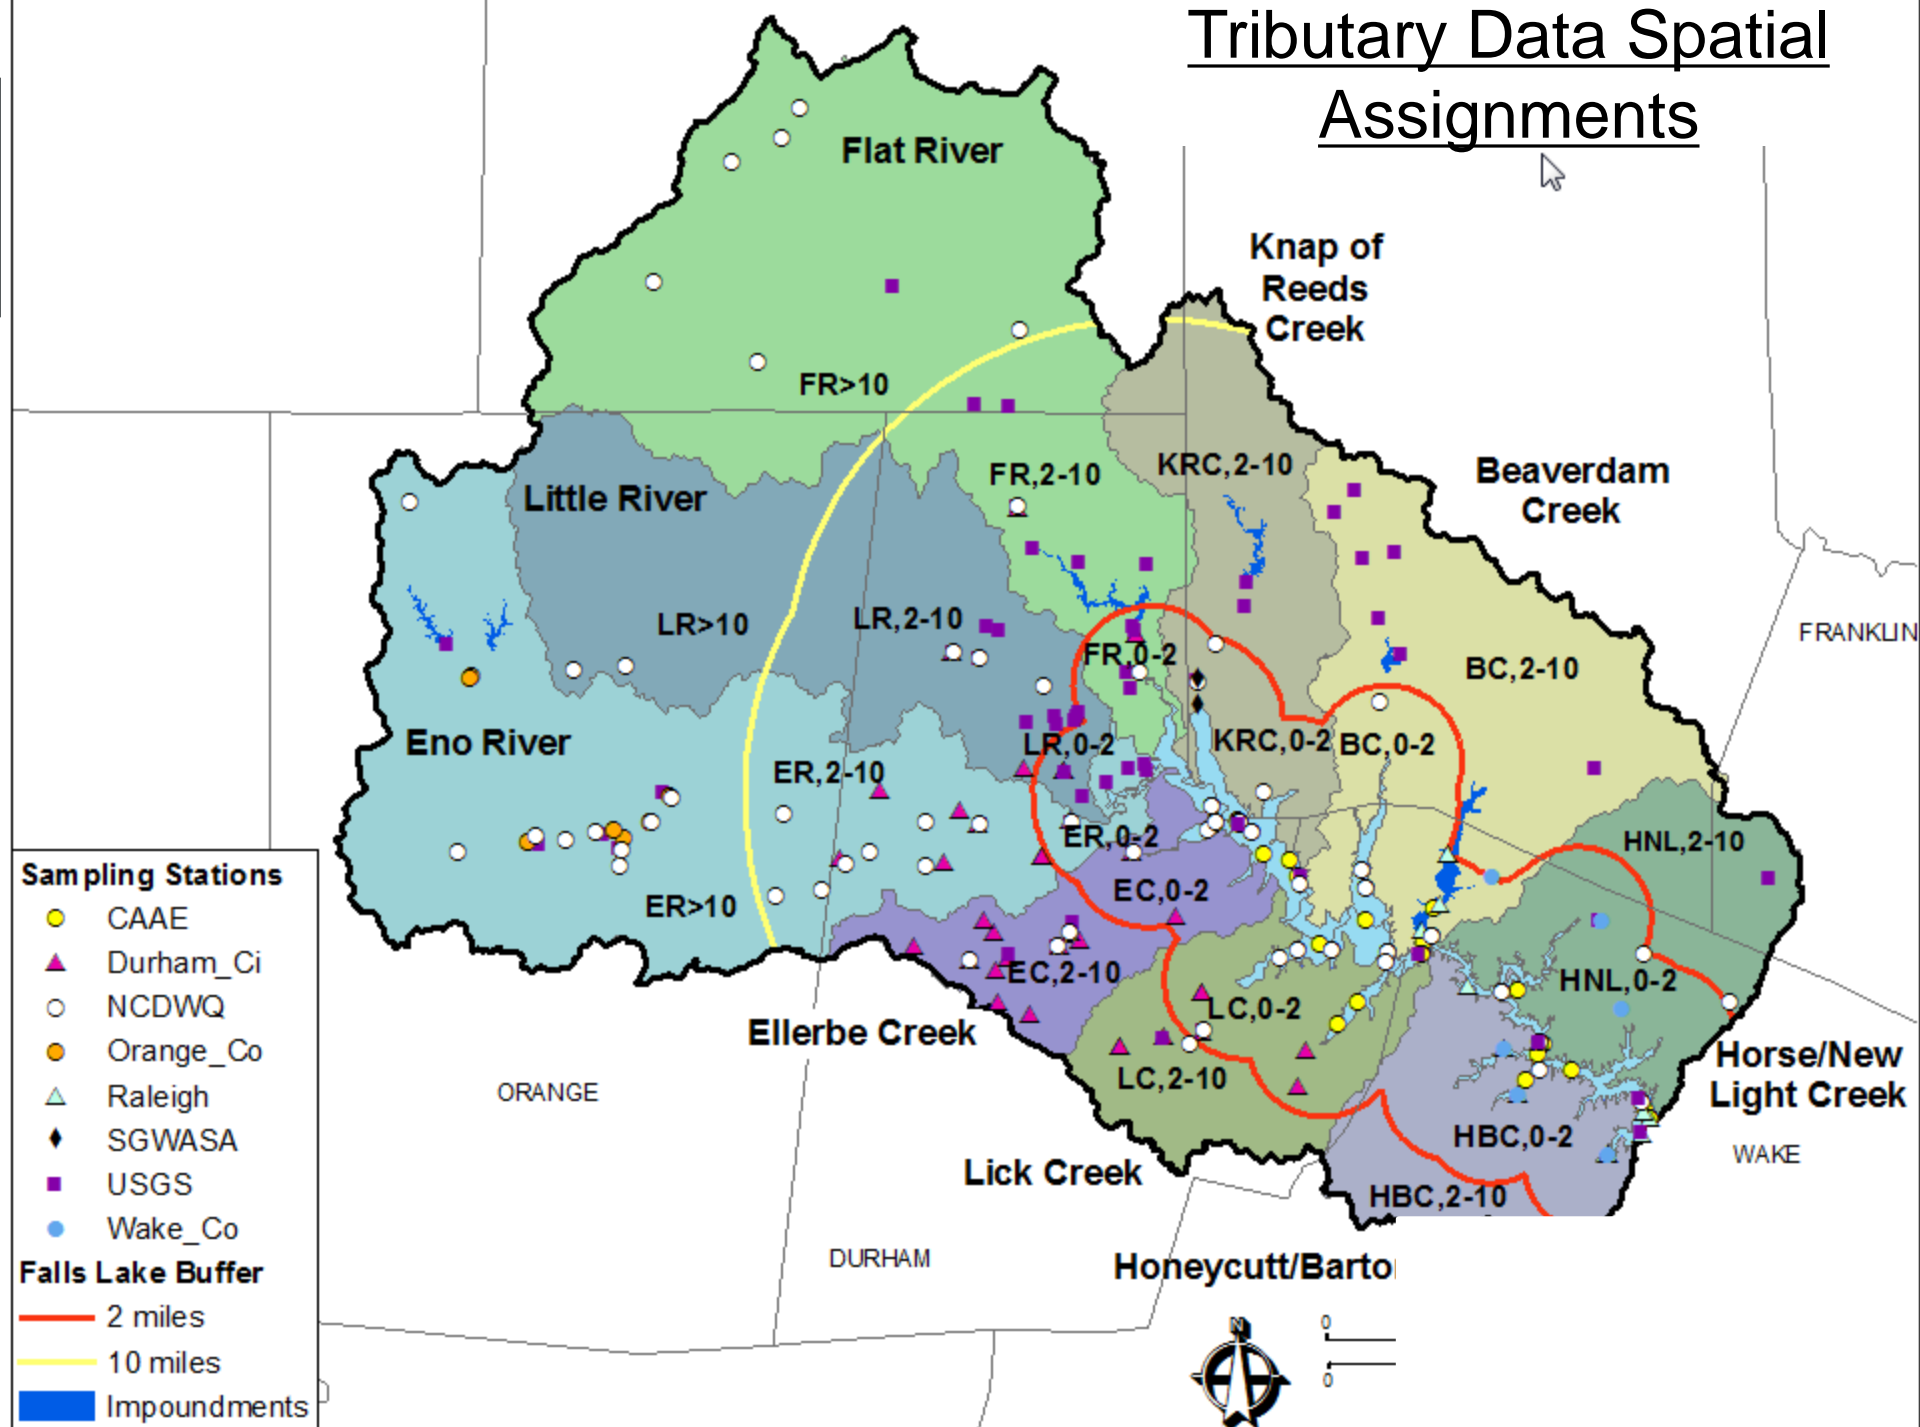 Tributary Data Spatial
Assignments
Flat River
Knap of
Reeds
Creek
FR>10
FR,2-10
KRC,2-10
Beaverdam
Creek
Little River
LR>10
LR,2-10
FR,0-2
BC,2-10
FRANKLIN
Eno River
LR,0-2
KRC,0-2
BC,0-2
ER,2-10
ER,0-2
HNL,2-10
EC,0-2
ER>10
EC,2-10
HNL,0-2
LC,0-2
Ellerbe Creek
LC,2-10
Horse/New
Light Creek
ORANGE
HBC,0-2
WAKE
Lick Creek
HBC,2-10
DURHAM
Honeycutt/Barto
N
0
0
Sampling Stations
CAAE
Durham_Ci
NCDWQ
Orange_Co
Raleigh
SGWASA
USGS
Wake_Co
Falls Lake Buffer
2 miles
10 miles
Impoundments